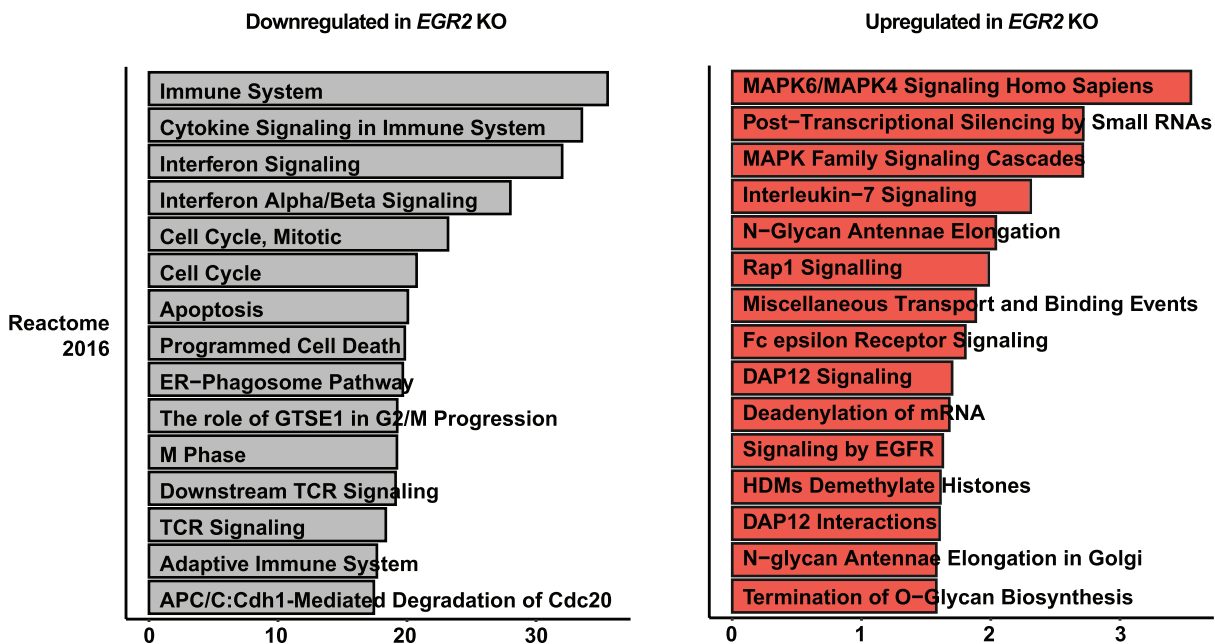 Downregulated in EGR2 KO
Immune System
Cytokine Signaling in Immune System
Interferon Signaling
Interferon Alpha/Beta Signaling
Cell Cycle, Mitotic
Cell Cycle
Apoptosis
Programmed Cell Death
ER−Phagosome Pathway
The role of GTSE1 in G2/M Progression
M Phase
Downstream TCR Signaling
TCR Signaling
Adaptive Immune System
APC/C:Cdh1-Mediated Degradation of Cdc20
Reactome
2016
0 10 20 30
Upregulated in EGR2 KO
MAPK6/MAPK4 Signaling Homo Sapiens
Post−Transcriptional Silencing by Small RNAs
MAPK Family Signaling Cascades
Interleukin−7 Signaling
N−Glycan Antennae Elongation
Rap1 Signalling
Miscellaneous Transport and Binding Events
Fc epsilon Receptor Signaling
DAP12 Signaling
Deadenylation of mRNA
Signaling by EGFR
HDMs Demethylate Histones
DAP12 Interactions
N−glycan Antennae Elongation in Golgi
Termination of O−Glycan Biosynthesis
0 1 2 3